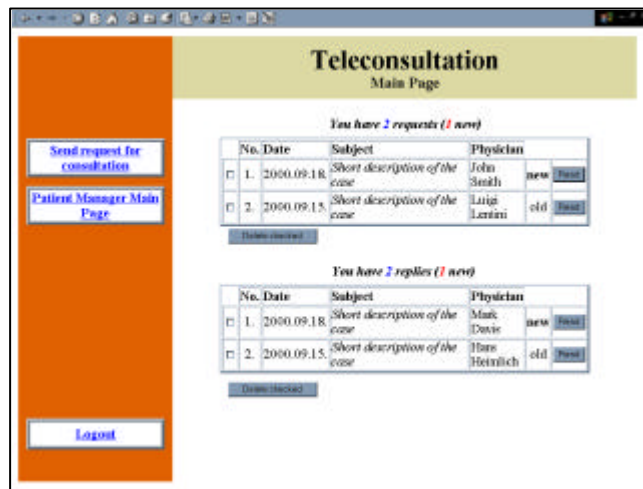 Teleconsultation
Main Page
Send request for
consultation
Patient Manager Main
Page
Logout
You have 2 requests (1 new)
No. Date Subject Physician
1. 2000.09.18. Short description of the case John Smith new Read
2. 2000.09.15. Short description of the case Luigi Lentini old Read
Delete checked
You have 2 replies (1 new)
No. Date Subject Physician
1. 2000.09.18. Short description of the case Mark Davis new Read
2. 2000.09.15. Short description of the case Hans Heimlich old Read
Delete checked